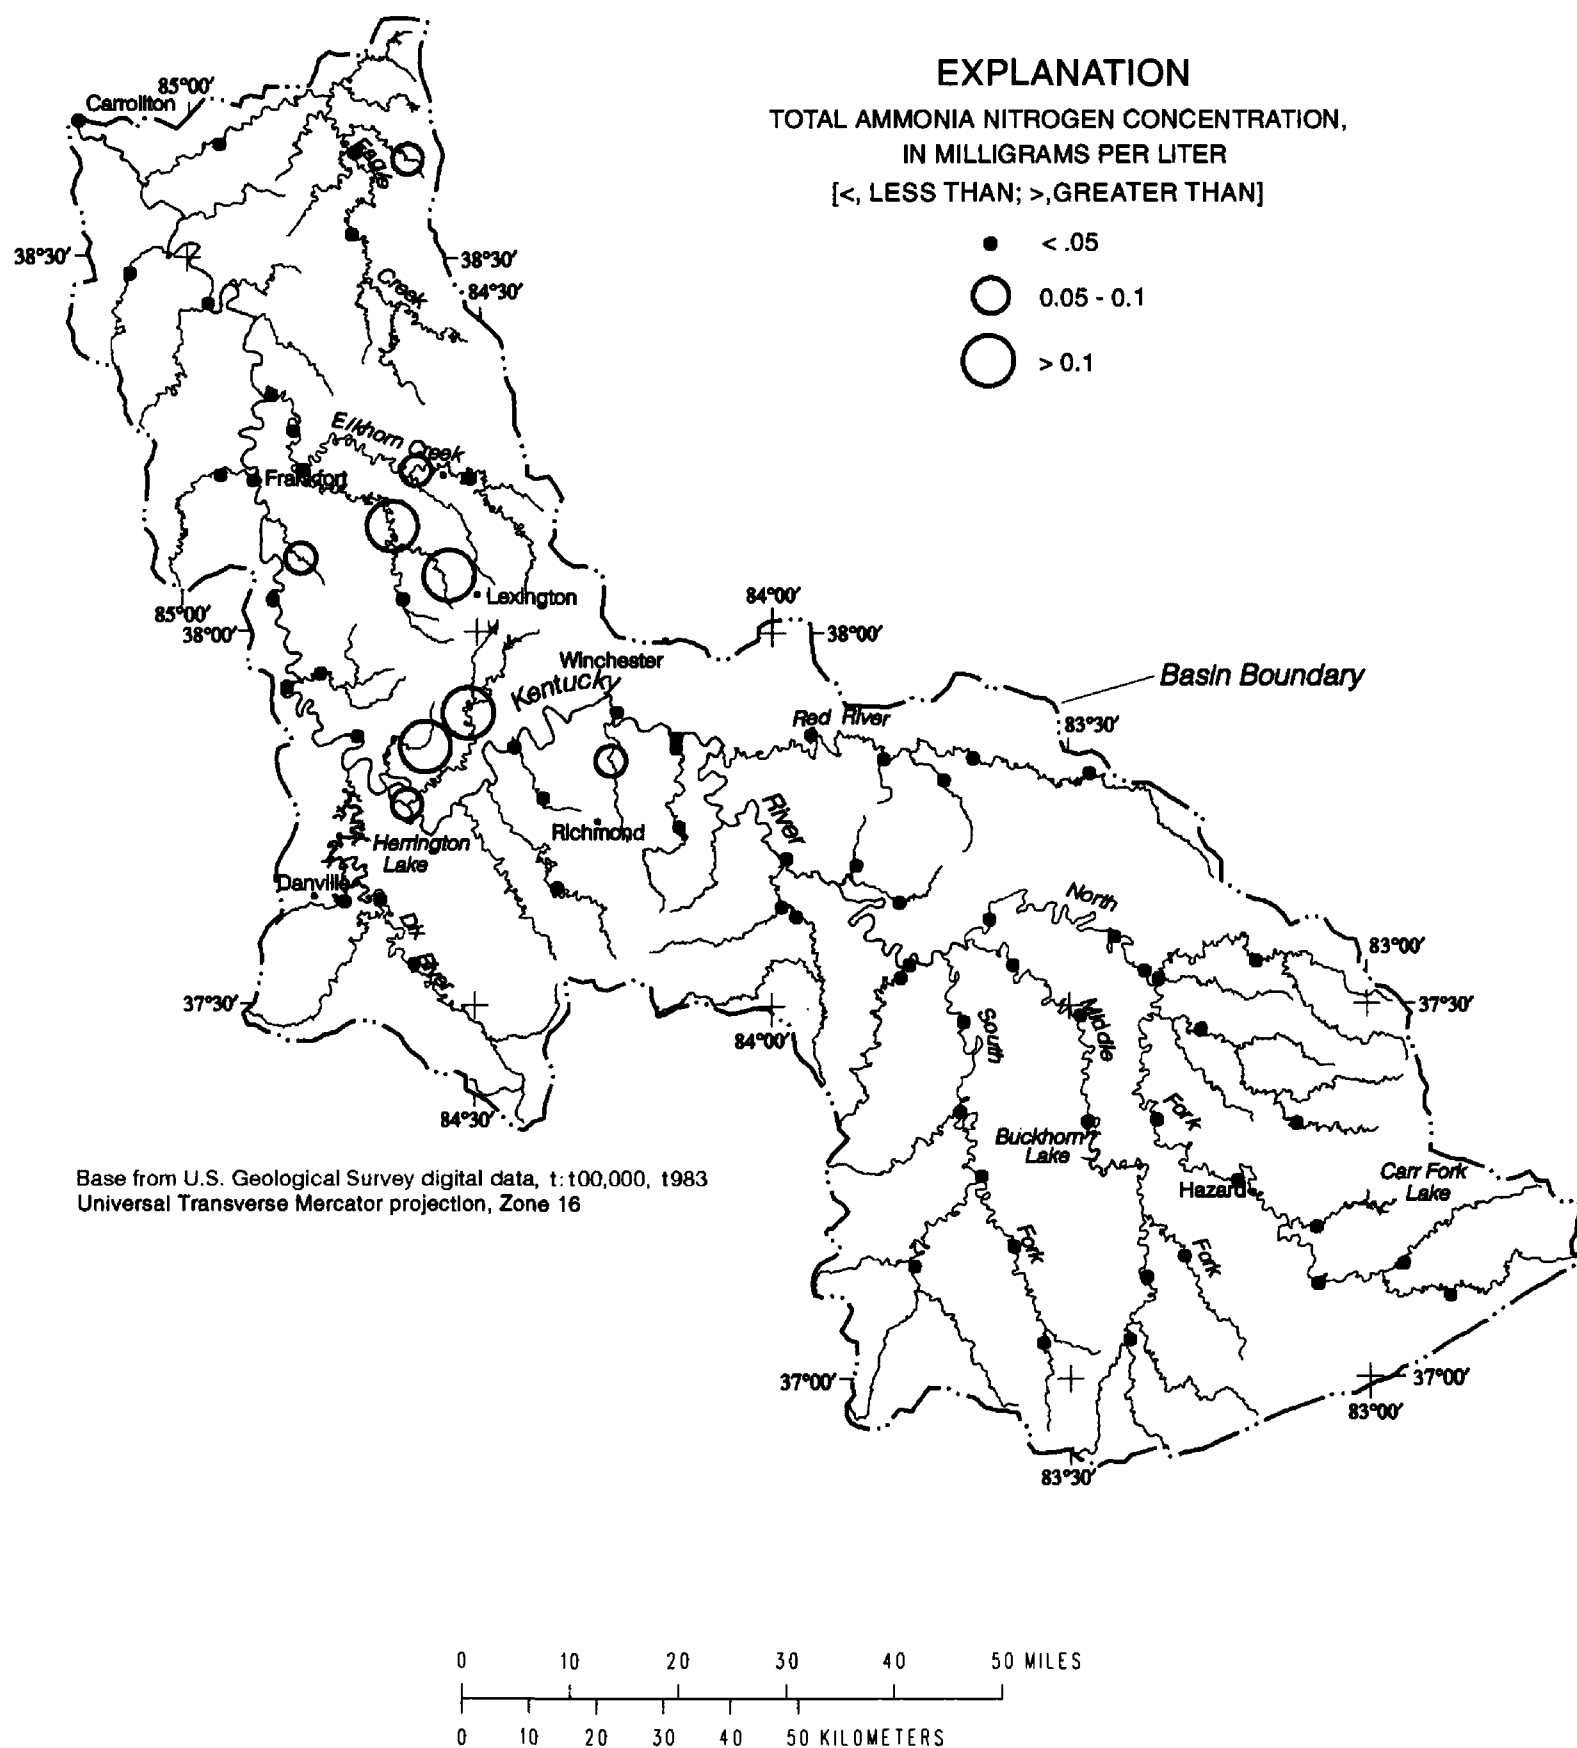 EXPLANATION
TOTAL AMMONIA NITROGEN CONCENTRATION,
IN MILLIGRAMS PER LITER
[<, LESS THAN; >,GREATER THAN]
< .05
0.05 - 0.1
> 0.1
85°00′
Carrollton
Eagle
38°30′
38°30′
84°30′
Creek
Elkhorn Creek
Frankfort
Lexington
85°00′
38°00′
84°00′
38°00′
Winchester
Kentucky
Basin Boundary
Red River
83°30′
River
Richmond
Herrington
Lake
Danville
Dix
River
North
83°00′
37°30′
37°30′
84°00′
South
Middle
84°30′
Fork
Buckhorn
Lake
Carr Fork
Lake
Hazard
Fork
Fork
Base from U.S. Geological Survey digital data, t:t00,000, t983
Universal Transverse Mercator projection, Zone 16
37°00′
37°00′
83°00′
83°30′
0 10 20 30 40 50 MILES
0 10 20 30 40 50 KILOMETERS